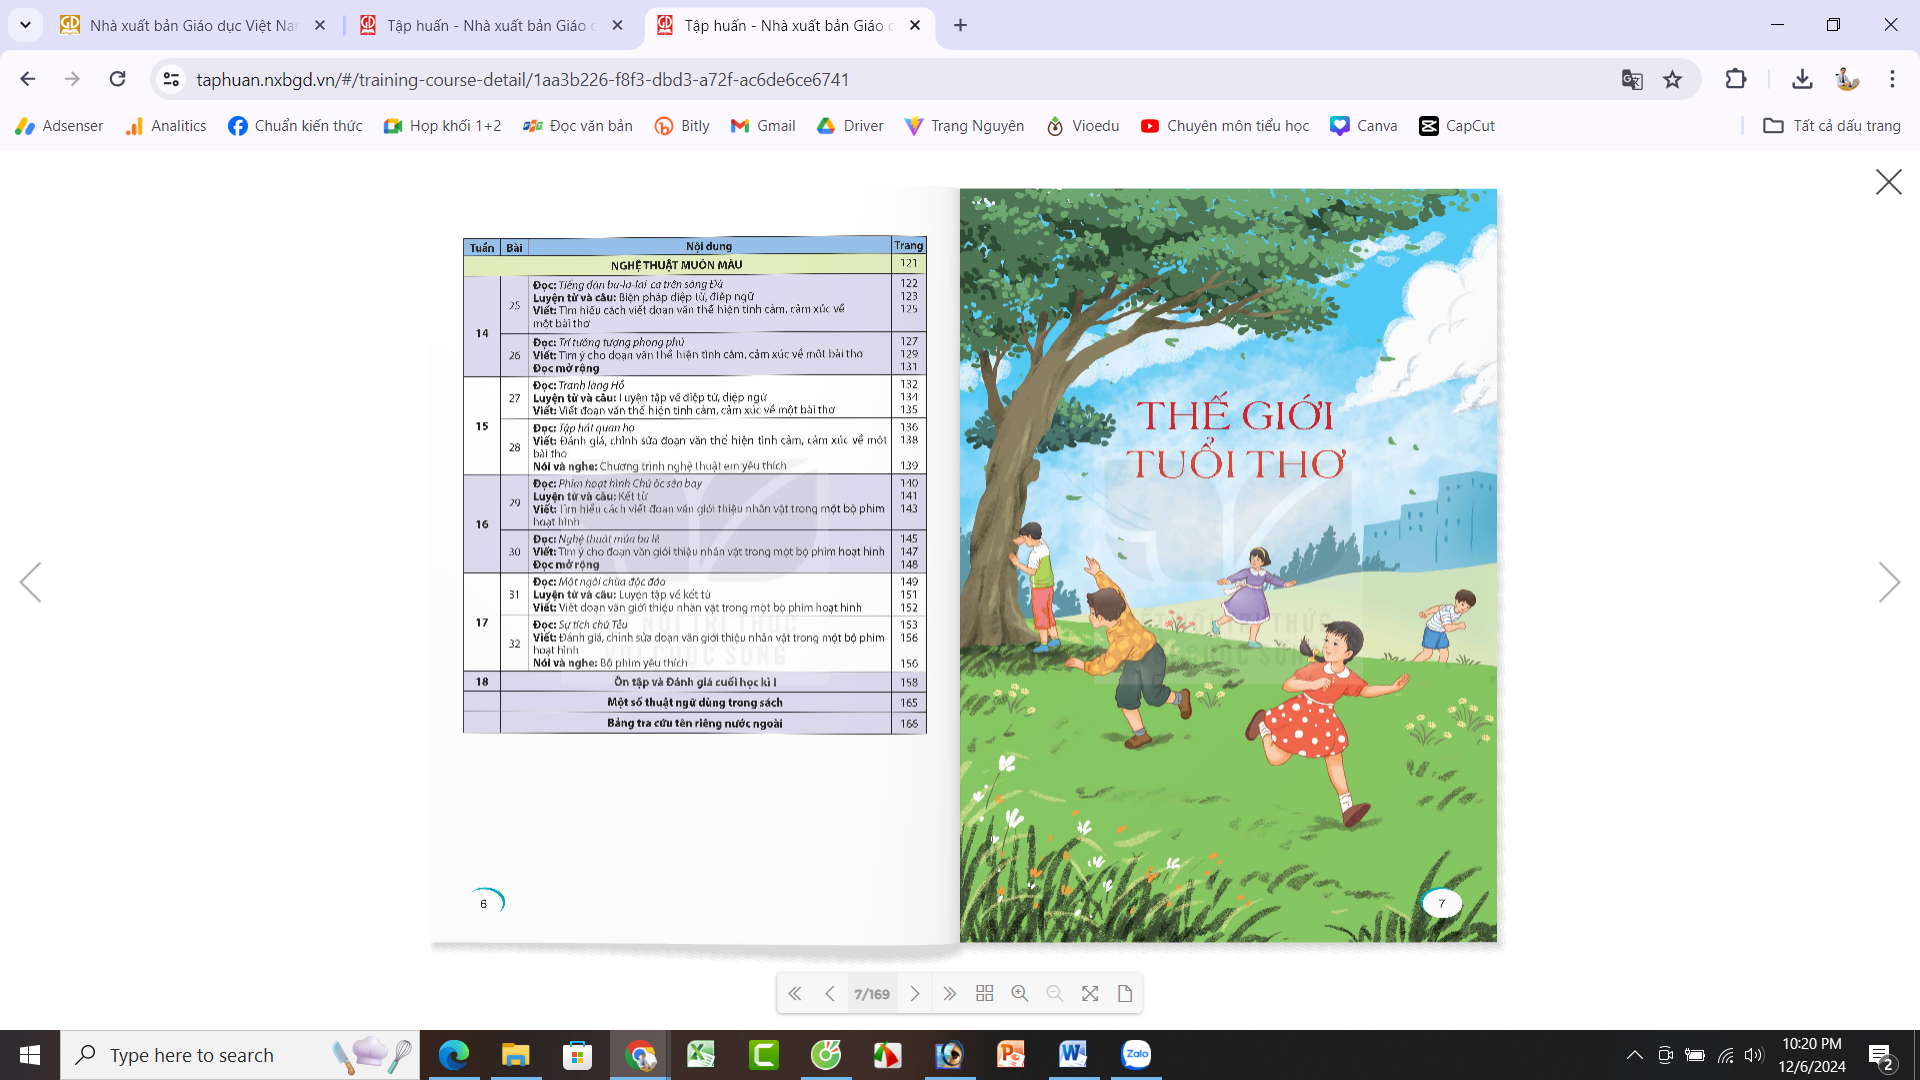 Nhà xuất bản Giáo dục Việt Nar
Tập huấn - Nhà xuất bản Giáo d
Tập huấn - Nhà xuất bản Giáo d
taphuan.nxbgd.vn/#/training-course-detail/1aa3b226-f8f3-dbd3-a72f-ac6de6ce6741
Adsenser Analitics Chuẩn kiến thức Họp khối 1+2 Đọc văn bản Bitly Gmail Driver Trạng Nguyên Vioedu Chuyên môn tiểu học Canva CapCut Tất cả dấu trang
Tuần Bài Nội dung Trang
NGHỆ THUẬT MUÔN MÀU 121
14
25
Đọc: Tiếng đàn ba-la-lai-ca trên sông Đà 122
Luyện từ và câu: Biện pháp điệp từ, điệp ngữ 123
Viết: Tìm hiểu cách viết đoạn văn thể hiện tình cảm, cảm xúc về 125
một bài thơ
26
Đọc: Trí tưởng tượng phong phú 127
Viết: Tìm ý cho đoạn văn thể hiện tình cảm, cảm xúc về một bài thơ 129
Đọc mở rộng 131
15
27
Đọc: Tranh làng Hồ 132
Luyện từ và câu: Luyện tập về điệp từ, điệp ngữ 134
Viết: Viết đoạn văn thể hiện tình cảm, cảm xúc về một bài thơ 135
28
Đọc: Tập hát quan họ 136
Viết: Đánh giá, chỉnh sửa đoạn văn thể hiện tình cảm, cảm xúc về một 138
bài thơ
Nói và nghe: Chương trình nghệ thuật em yêu thích 139
16
29
Đọc: Phim hoạt hình Chú ốc sên bay 140
Luyện từ và câu: Kết từ 141
Viết: Tìm hiểu cách viết đoạn văn giới thiệu nhân vật trong một bộ phim 143
hoạt hình
30
Đọc: Nghệ thuật múa ba lê 145
Viết: Tìm ý cho đoạn văn giới thiệu nhân vật trong một bộ phim hoạt hình 147
Đọc mở rộng 148
17
31
Đọc: Một ngôi chùa độc đáo 149
Luyện từ và câu: Luyện tập về kết từ 151
Viết: Viết đoạn văn giới thiệu nhân vật trong một bộ phim hoạt hình 152
32
Đọc: Sự tích chú Tễu 153
Viết: Đánh giá, chỉnh sửa đoạn văn giới thiệu nhân vật trong một bộ phim 156
hoạt hình
Nói và nghe: Bộ phim yêu thích 156
18 Ôn tập và Đánh giá cuối học kì I 158
Một số thuật ngữ dùng trong sách 165
Bảng tra cứu tên riêng nước ngoài 166
NỐI TRI THỨC
VỚI CUỘC SỐNG
6
THẾ GIỚI
TUỔI THƠ
7
7/169
Type here to search
Zalo
10:20 PM
12/6/2024
2